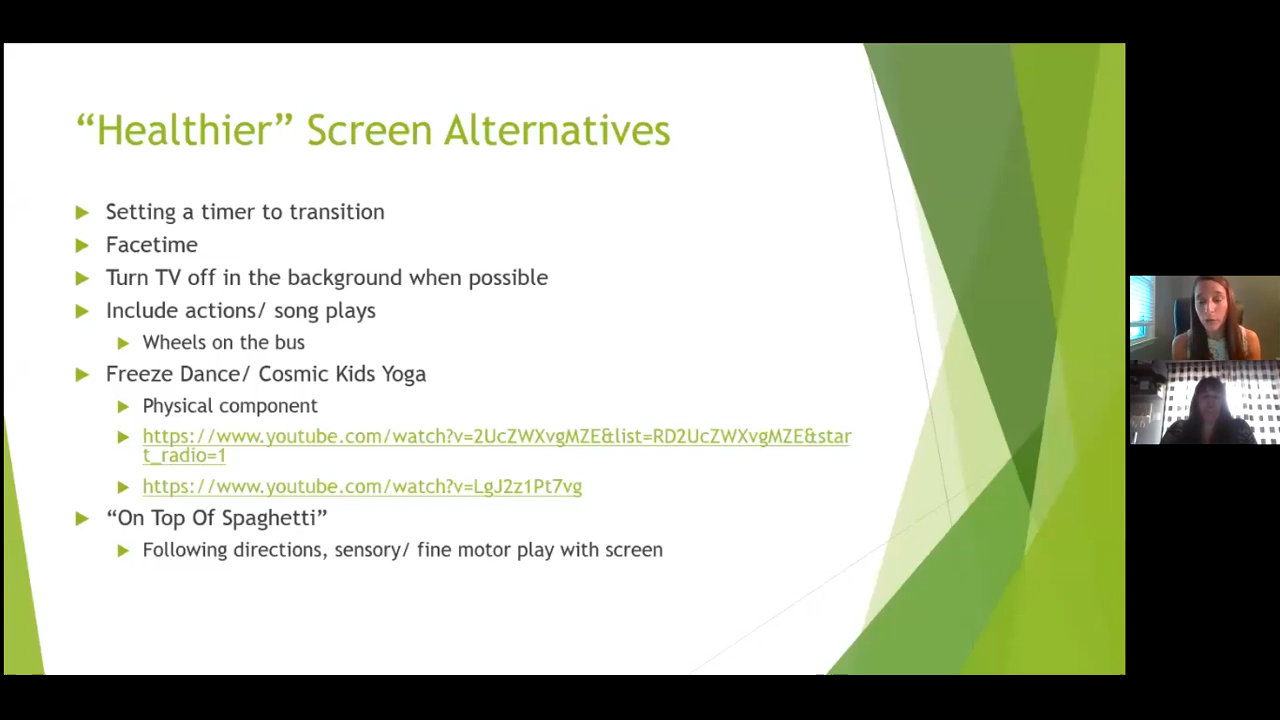 “Healthier” Screen Alternatives
Setting a timer to transition
Facetime
Turn TV off in the background when possible
Include actions/ song plays
Wheels on the bus
Freeze Dance/ Cosmic Kids Yoga
Physical component
https://www.youtube.com/watch?v=2UcZWXvgMZE&list=RD2UcZWXvgMZE&star
t_radio=1
https://www.youtube.com/watch?v=LgJ2z1Pt7vg
“On Top Of Spaghetti”
Following directions, sensory/ fine motor play with screen